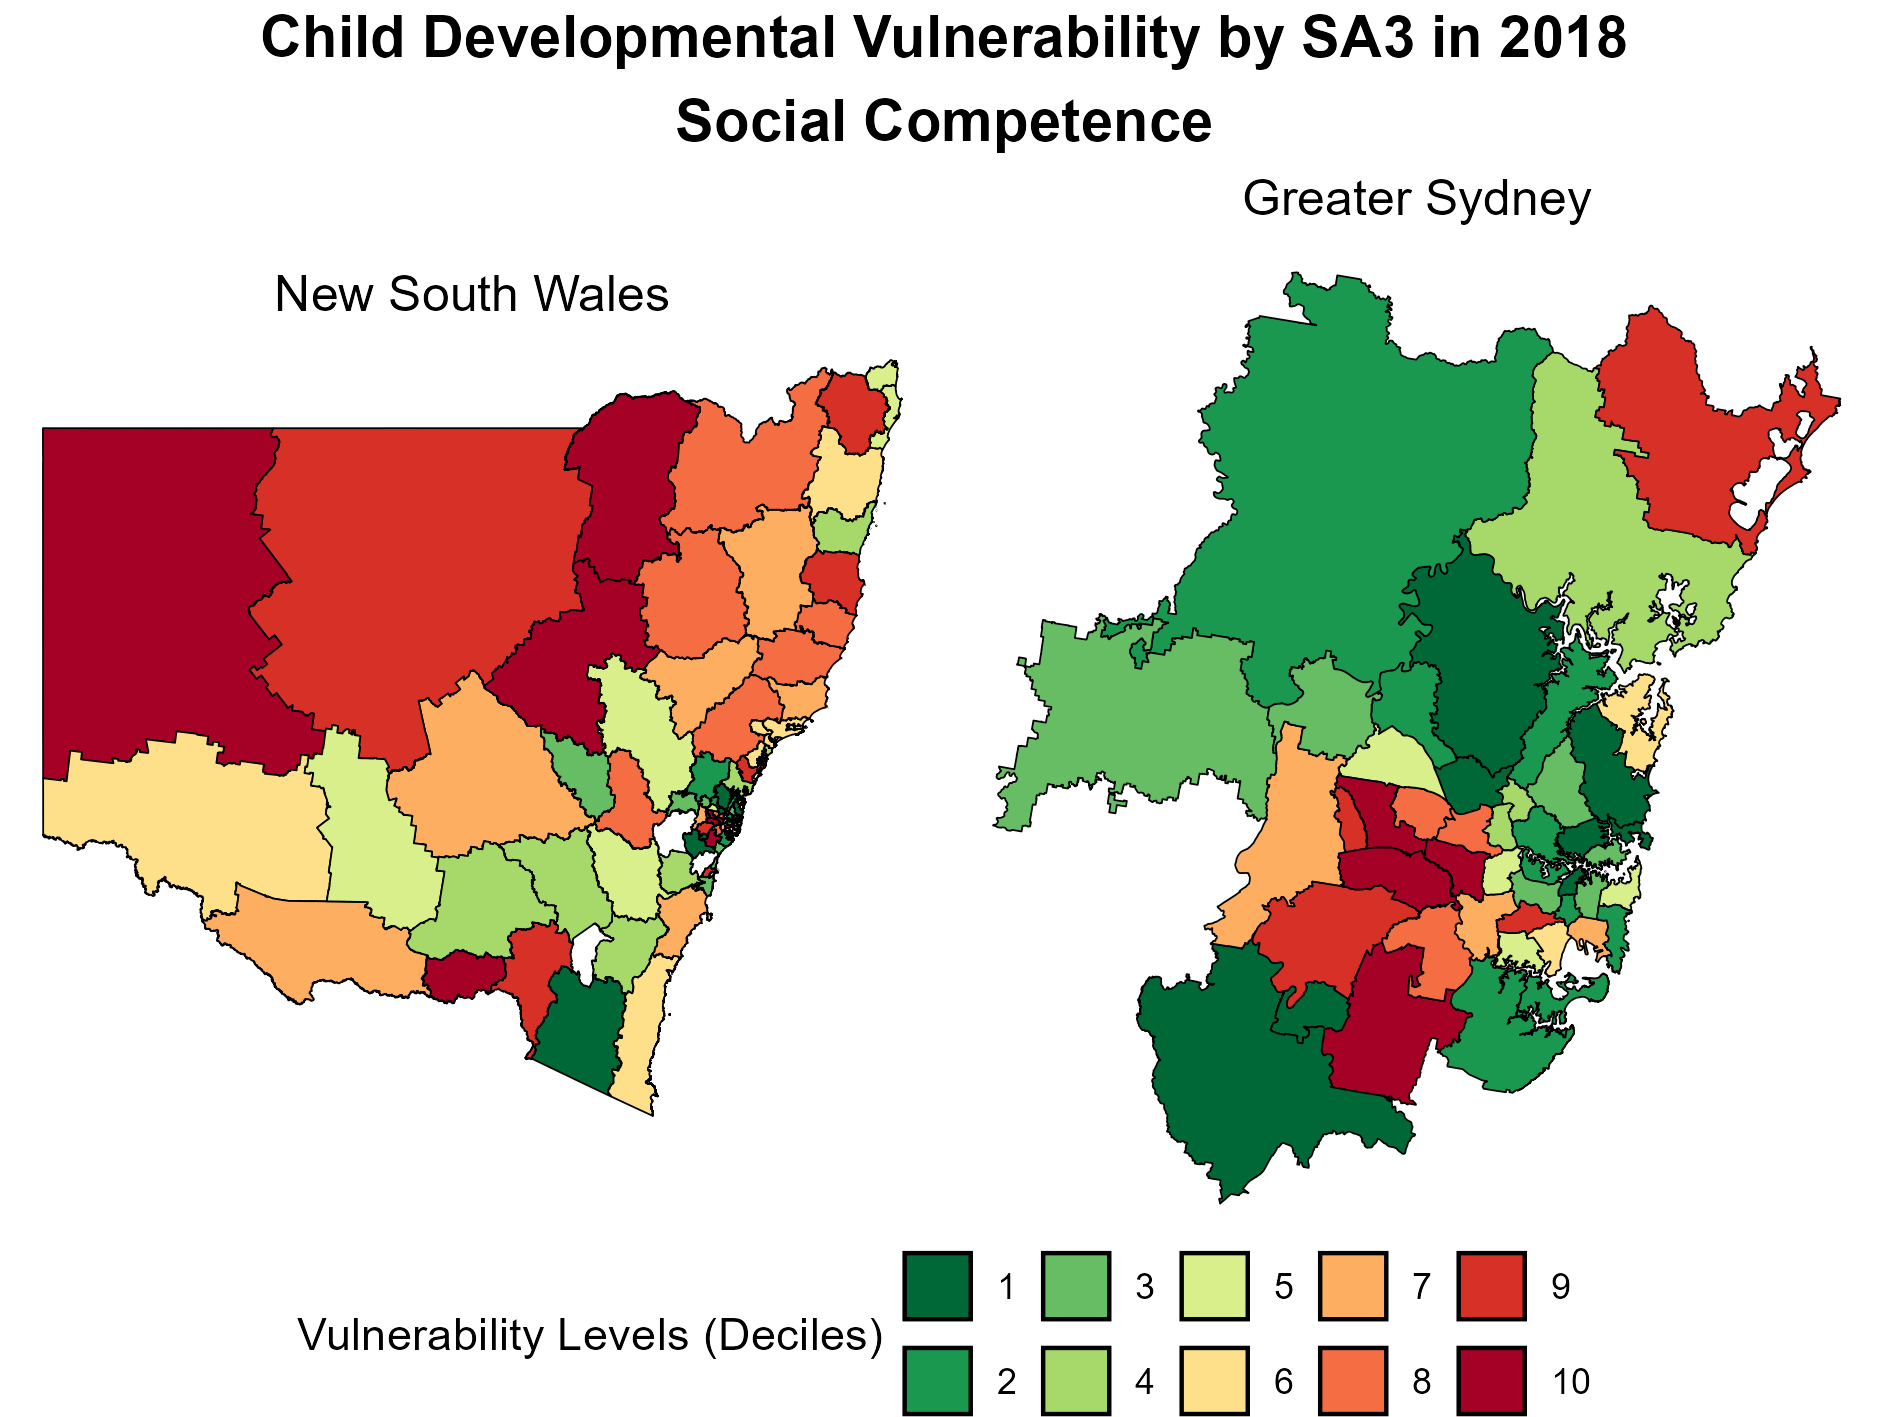 Child Developmental Vulnerability by SA3 in 2018
Social Competence
Greater Sydney
New South Wales
Vulnerability Levels (Deciles)
1 3 5 7 9
2 4 6 8 10